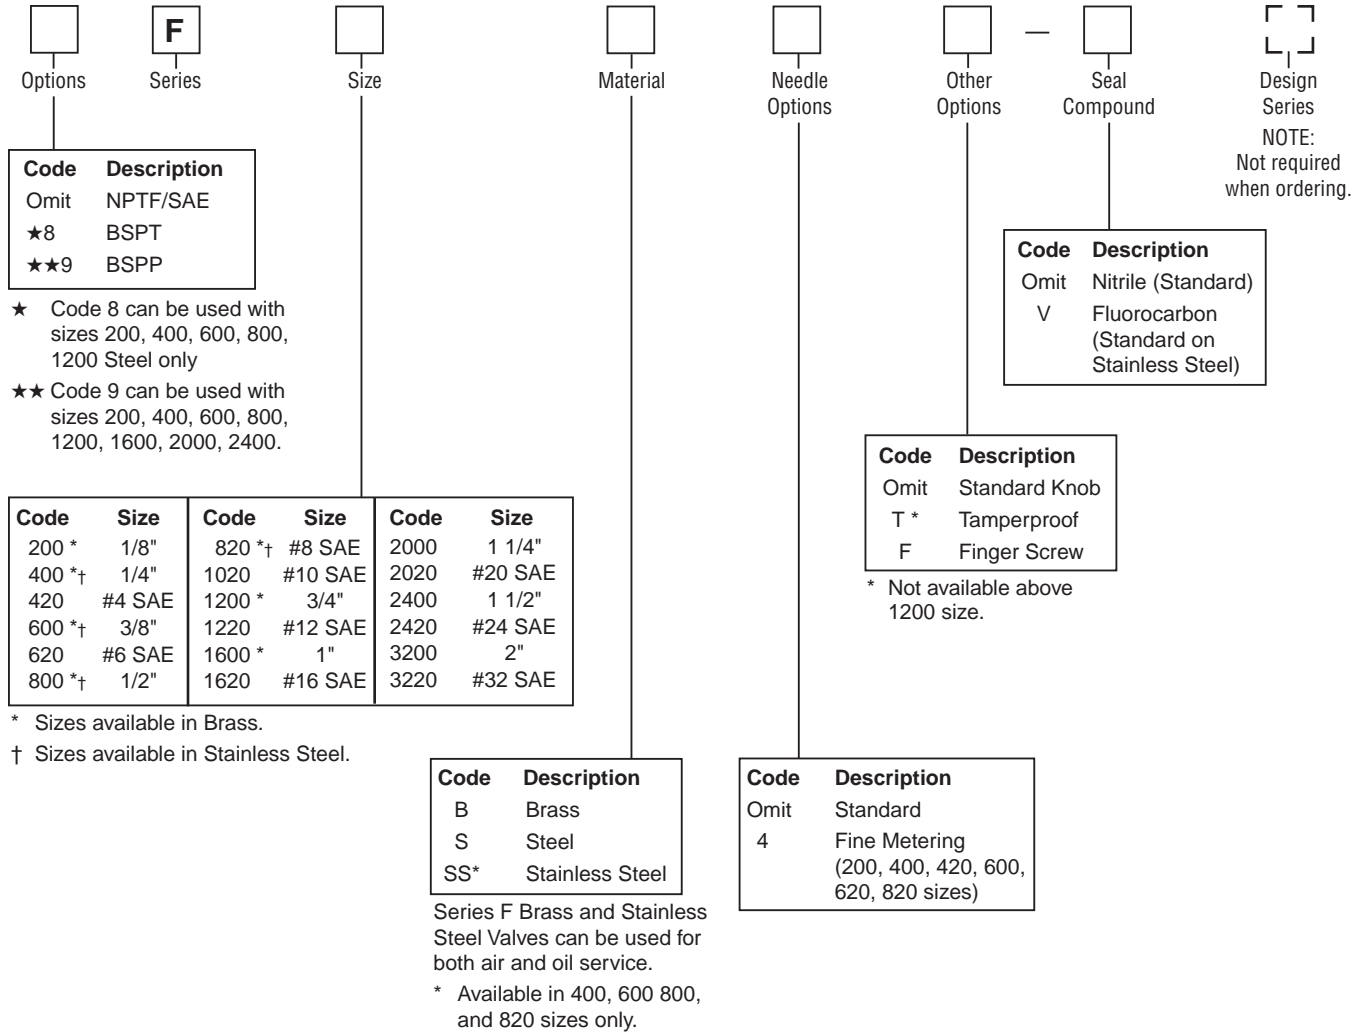 F
—
Options
Series
Size
Material
Needle
Options
Other
Options
Seal
Compound
Design
Series
NOTE:
Not required
when ordering.
Code Description
Omit NPTF/SAE
★8 BSPT
★★9 BSPP
★ Code 8 can be used with
sizes 200, 400, 600, 800,
1200 Steel only
★★ Code 9 can be used with
sizes 200, 400, 600, 800,
1200, 1600, 2000, 2400.
Code Description
Omit Nitrile (Standard)
V Fluorocarbon
(Standard on
Stainless Steel)
Code Description
Omit Standard Knob
T * Tamperproof
F Finger Screw
* Not available above
1200 size.
Code Size Code Size Code Size
200 * 1/8" 820 *† #8 SAE 2000 1 1/4"
400 *† 1/4" 1020 #10 SAE 2020 #20 SAE
420 #4 SAE 1200 * 3/4" 2400 1 1/2"
600 *† 3/8" 1220 #12 SAE 2420 #24 SAE
620 #6 SAE 1600 * 1" 3200 2"
800 *† 1/2" 1620 #16 SAE 3220 #32 SAE
* Sizes available in Brass.
† Sizes available in Stainless Steel.
Code Description
B Brass
S Steel
SS* Stainless Steel
Series F Brass and Stainless
Steel Valves can be used for
both air and oil service.
* Available in 400, 600 800,
and 820 sizes only.
Code Description
Omit Standard
4 Fine Metering
(200, 400, 420, 600,
620, 820 sizes)